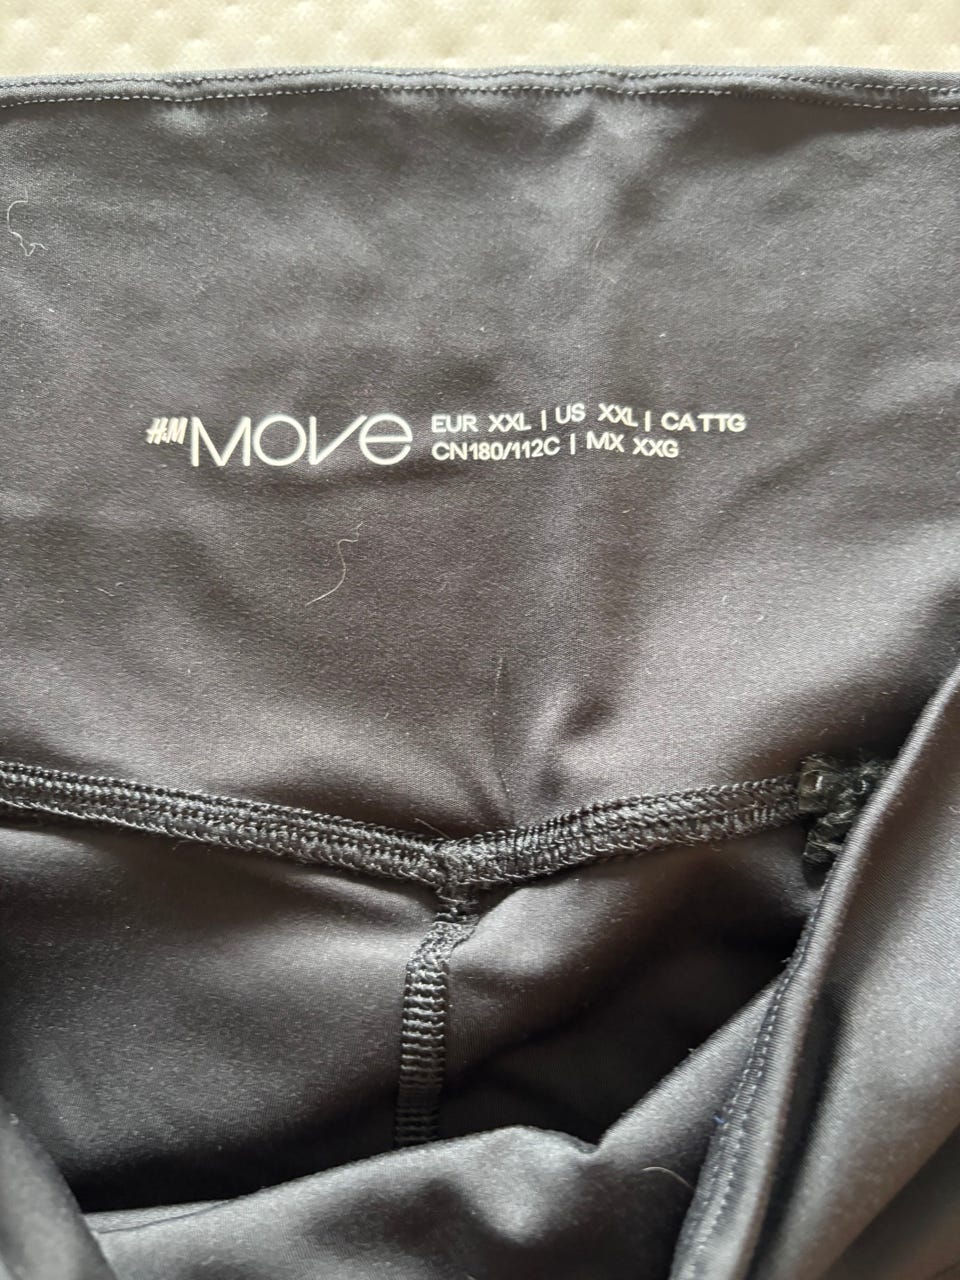 H&M MOVE
EUR XXL | US XXL | CA TTG
CN180/112C | MX XXG